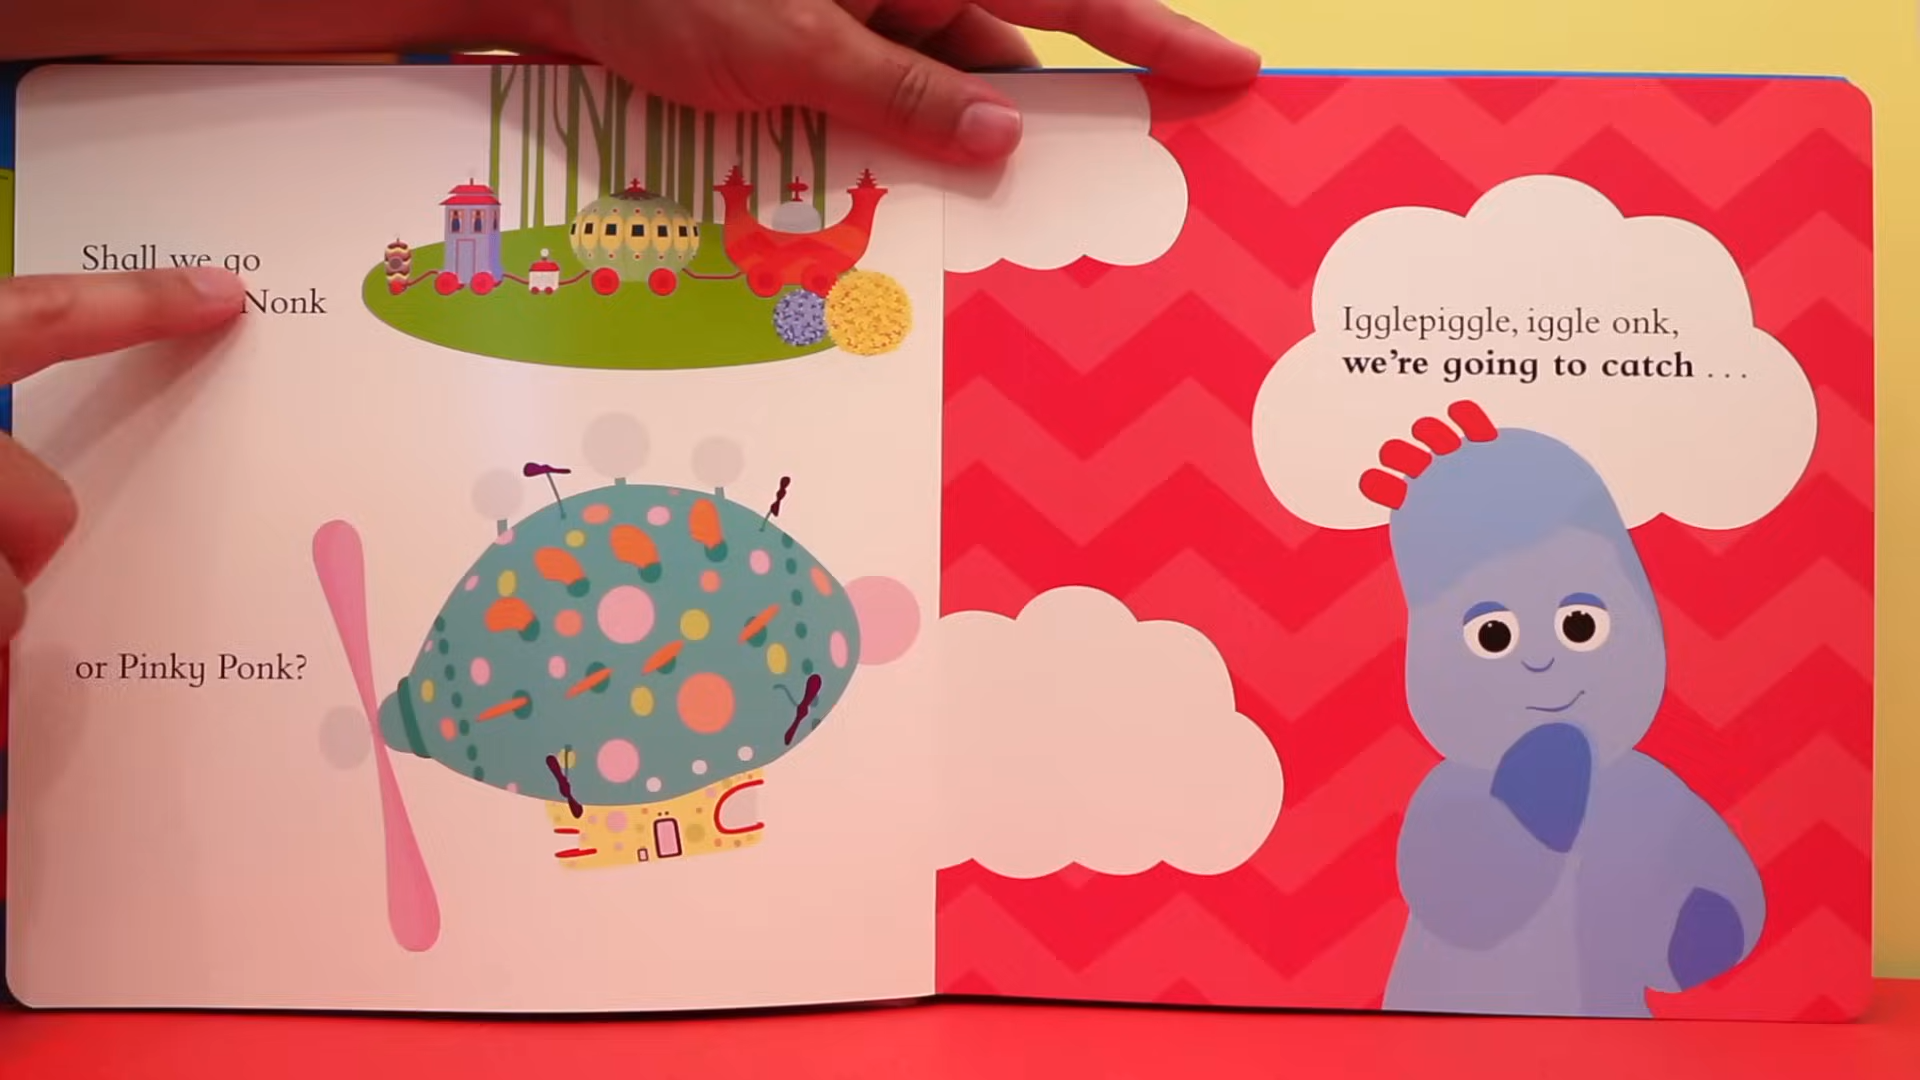 Shall we go
Nonk
or Pinky Ponk?
Igglepiggle, iggle onk,
we're going to catch . . .